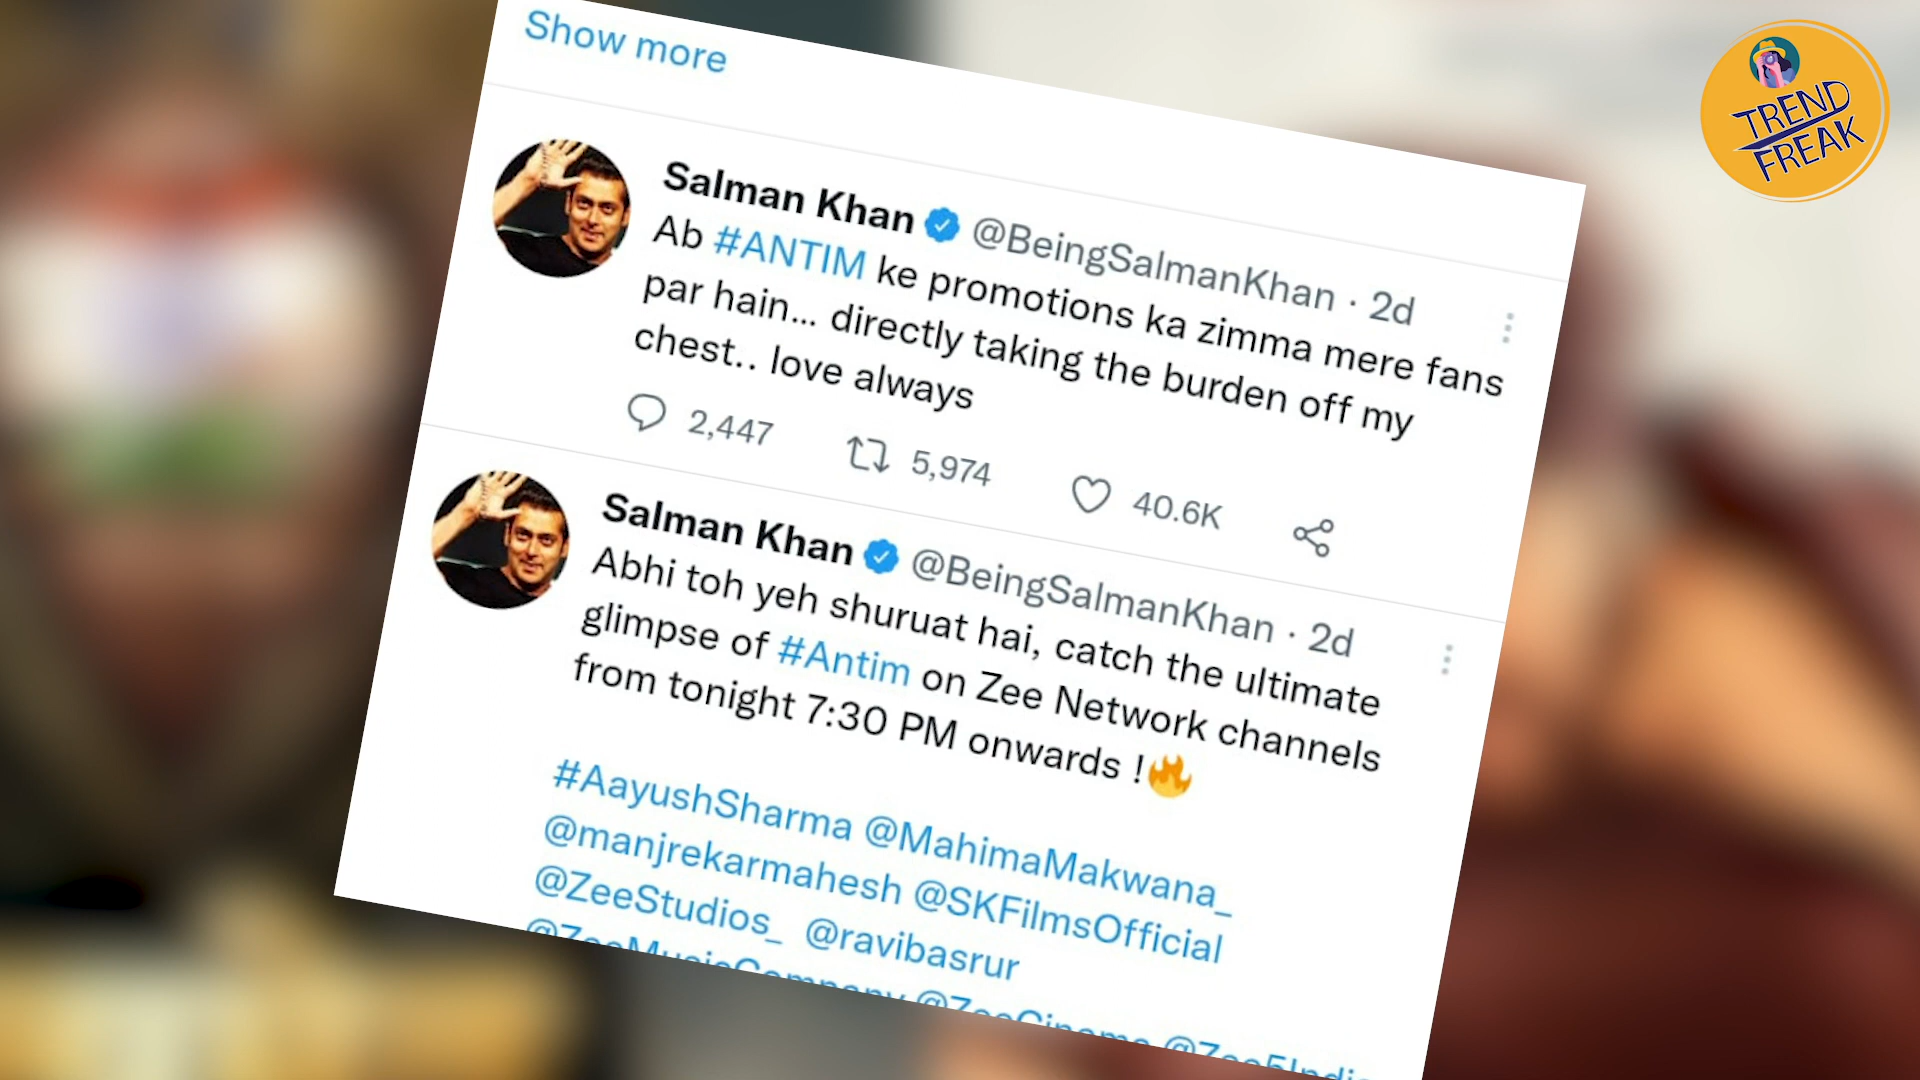 Show more
TREND
FREAK
Salman Khan @BeingSalmanKhan · 2d
Ab #ANTIM ke promotions ka zimma mere fans
par hain... directly taking the burden off my
chest.. love always
2,447 5,974 40.6K
Salman Khan @BeingSalmanKhan · 2d
Abhi toh yeh shuruat hai, catch the ultimate
glimpse of #Antim on Zee Network channels
from tonight 7:30 PM onwards !🔥
#AayushSharma @MahimaMakwana_
@manjrekarmahesh @SKFilmsOfficial
@ZeeStudios_ @ravibasrur
@ZeeMusicCompany @ZeeCinema @Zee5India